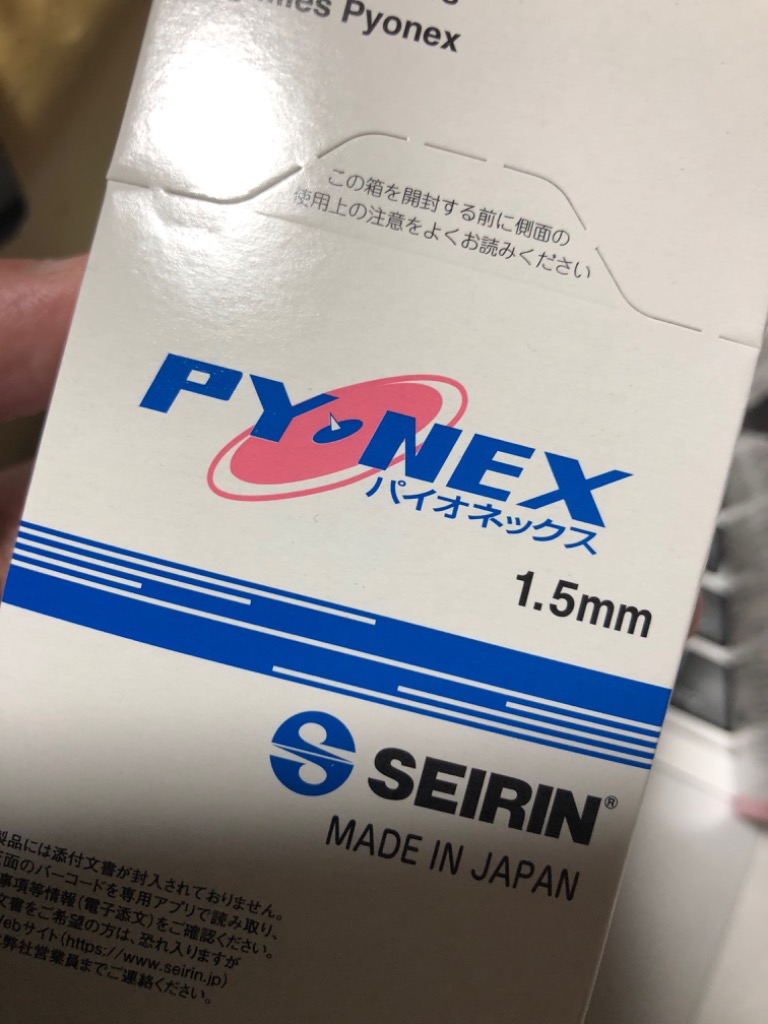 Pyonex
この箱を開封する前に側面の
使用上の注意をよくお読みください
PYONEX
パイオネックス
1.5mm
SEIRIN®
MADE IN JAPAN
製品には添付文書が封入されておりません。
面のバーコードを専用アプリで読み取り、
事項等情報(電子添文)をご確認ください。
文書をご希望の方は、恐れ入りますが
Webサイト(https://www.seirin.jp)
弊社営業員までご連絡ください。